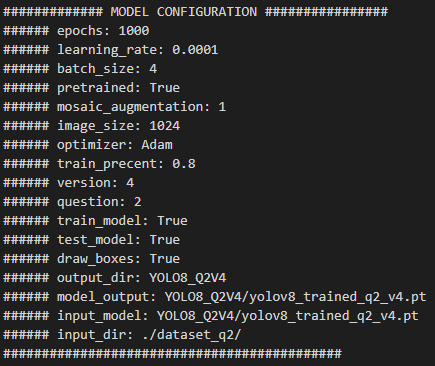 ############# MODEL CONFIGURATION ################
###### epochs: 1000
###### learning_rate: 0.0001
###### batch_size: 4
###### pretrained: True
###### mosaic_augmentation: 1
###### image_size: 1024
###### optimizer: Adam
###### train_precent: 0.8
###### version: 4
###### question: 2
###### train_model: True
###### test_model: True
###### draw_boxes: True
###### output_dir: YOLO8_Q2V4
###### model_output: YOLO8_Q2V4/yolov8_trained_q2_v4.pt
###### input_model: YOLO8_Q2V4/yolov8_trained_q2_v4.pt
###### input_dir: ./dataset_q2/
############################################